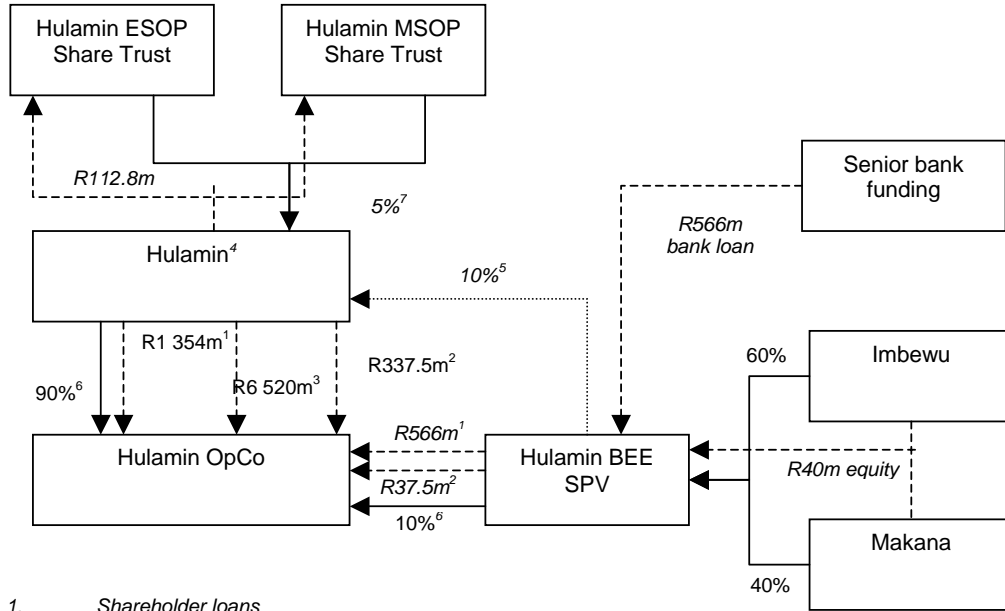 Hulamin ESOP
Share Trust
Hulamin MSOP
Share Trust
R112.8m
5%7
Senior bank
funding
R566m
bank loan
Hulamin4
10%5
R1 354m1
R337.5m2
90%6
R6 520m3
60%
Imbewu
R566m1
Hulamin OpCo
Hulamin BEE
SPV
R37.5m2
R40m equity
10%6
Makana
40%
1. Shareholder loans